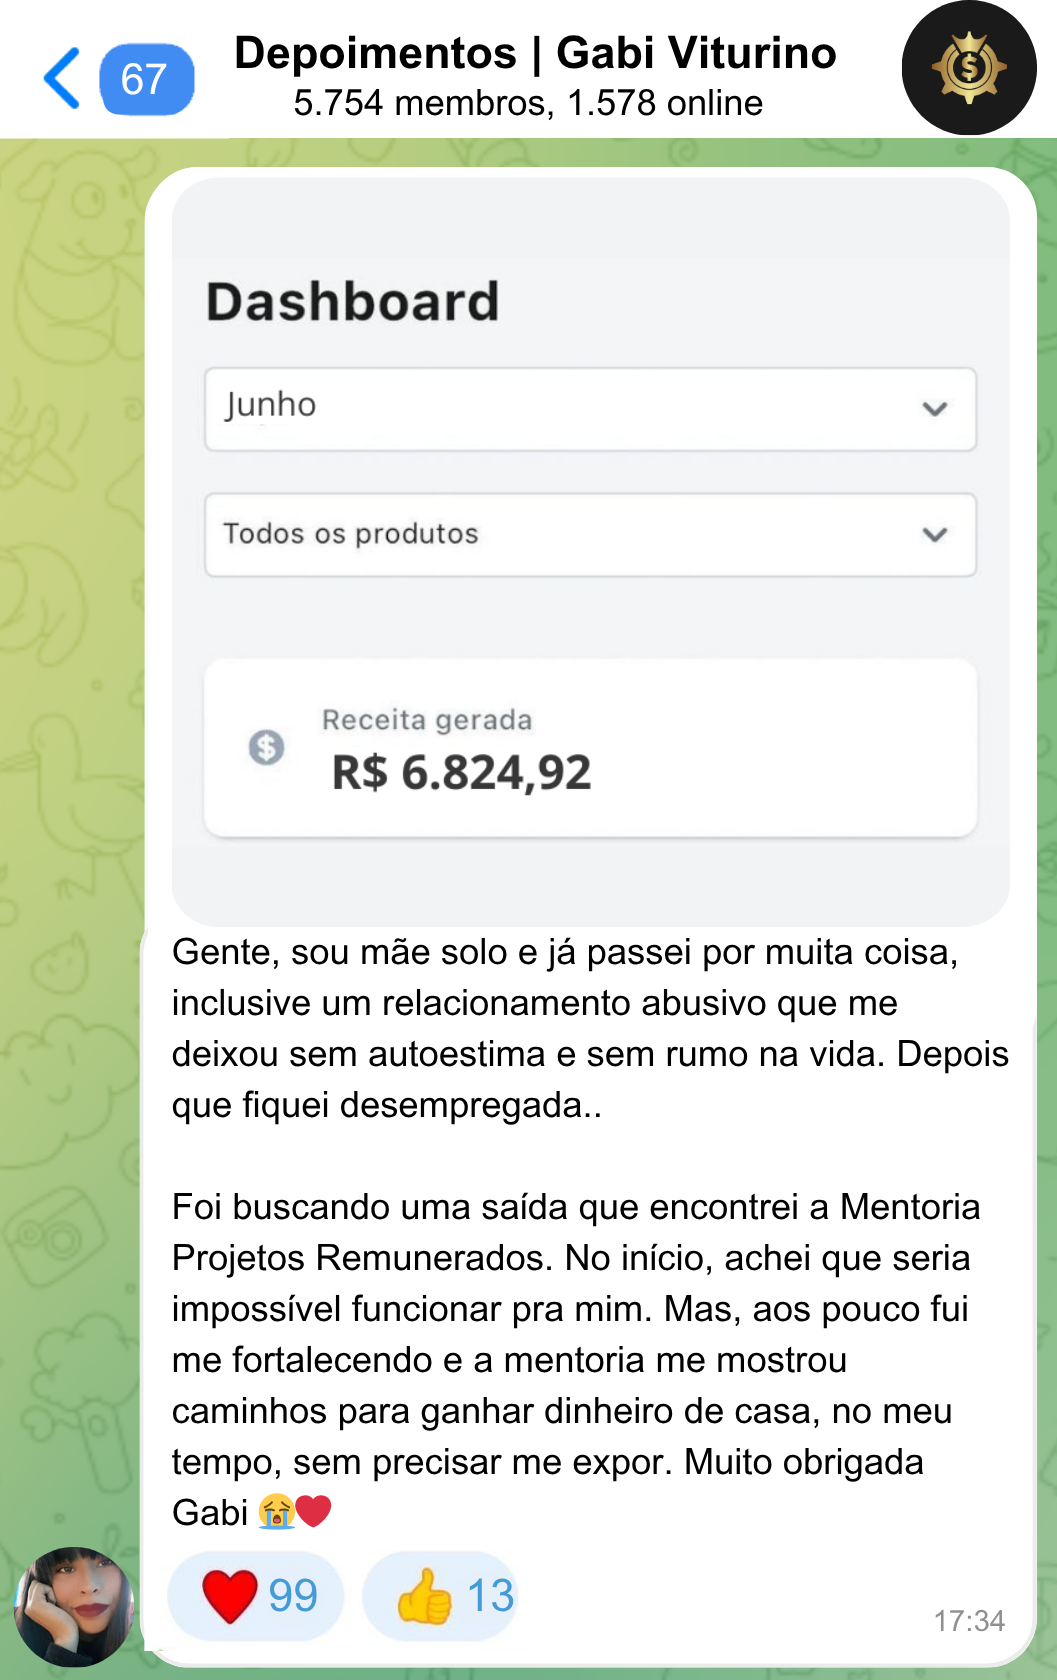 67
Depoimentos | Gabi Viturino
5.754 membros, 1.578 online
$
Dashboard
Junho
Todos os produtos
$
Receita gerada
R$ 6.824,92
Gente, sou mãe solo e já passei por muita coisa,
inclusive um relacionamento abusivo que me
deixou sem autoestima e sem rumo na vida. Depois
que fiquei desempregada..
Foi buscando uma saída que encontrei a Mentoria
Projetos Remunerados. No início, achei que seria
impossível funcionar pra mim. Mas, aos pouco fui
me fortalecendo e a mentoria me mostrou
caminhos para ganhar dinheiro de casa, no meu
tempo, sem precisar me expor. Muito obrigada
Gabi 😭❤️
❤️ 99 👍 13
17:34